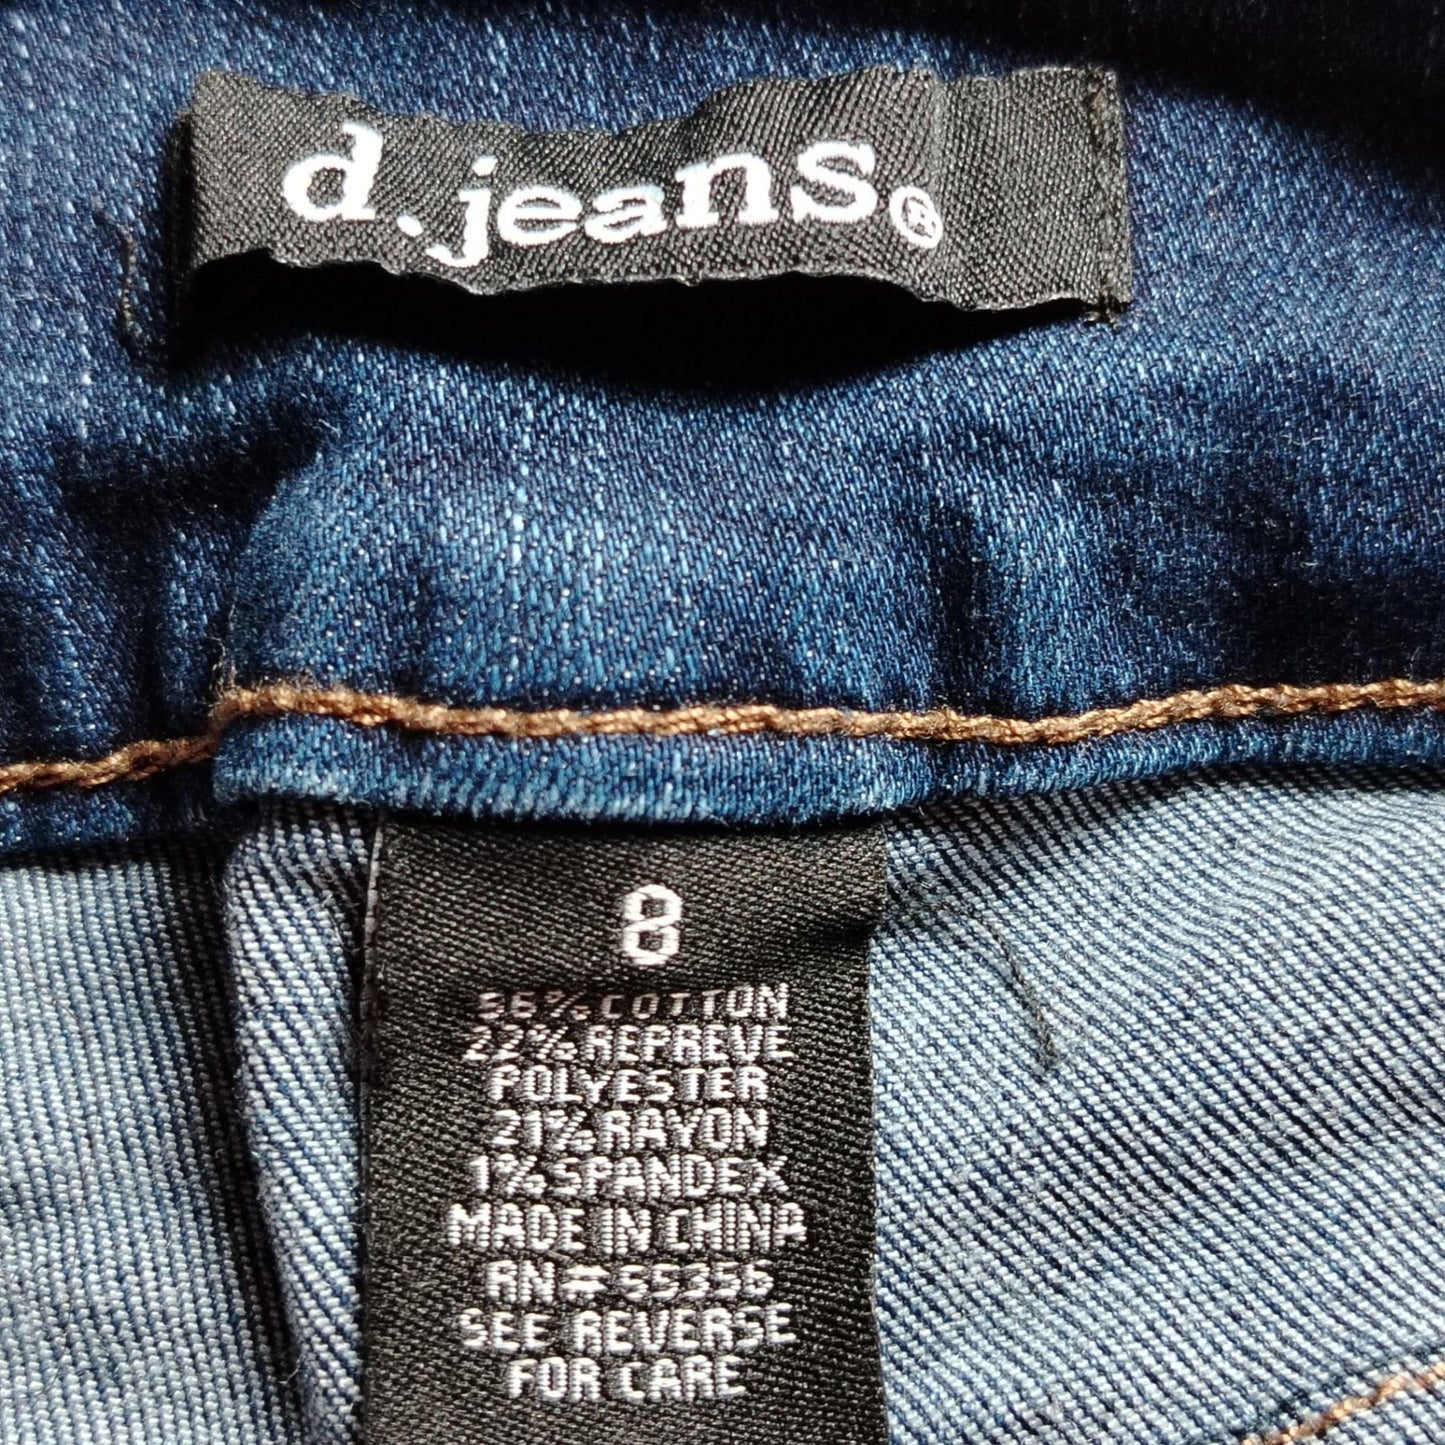 d.jeans®
8
56% COTTON
22% REPREVE
POLYESTER
21% RAYON
1% SPANDEX
MADE IN CHINA
RN# 55356
SEE REVERSE
FOR CARE